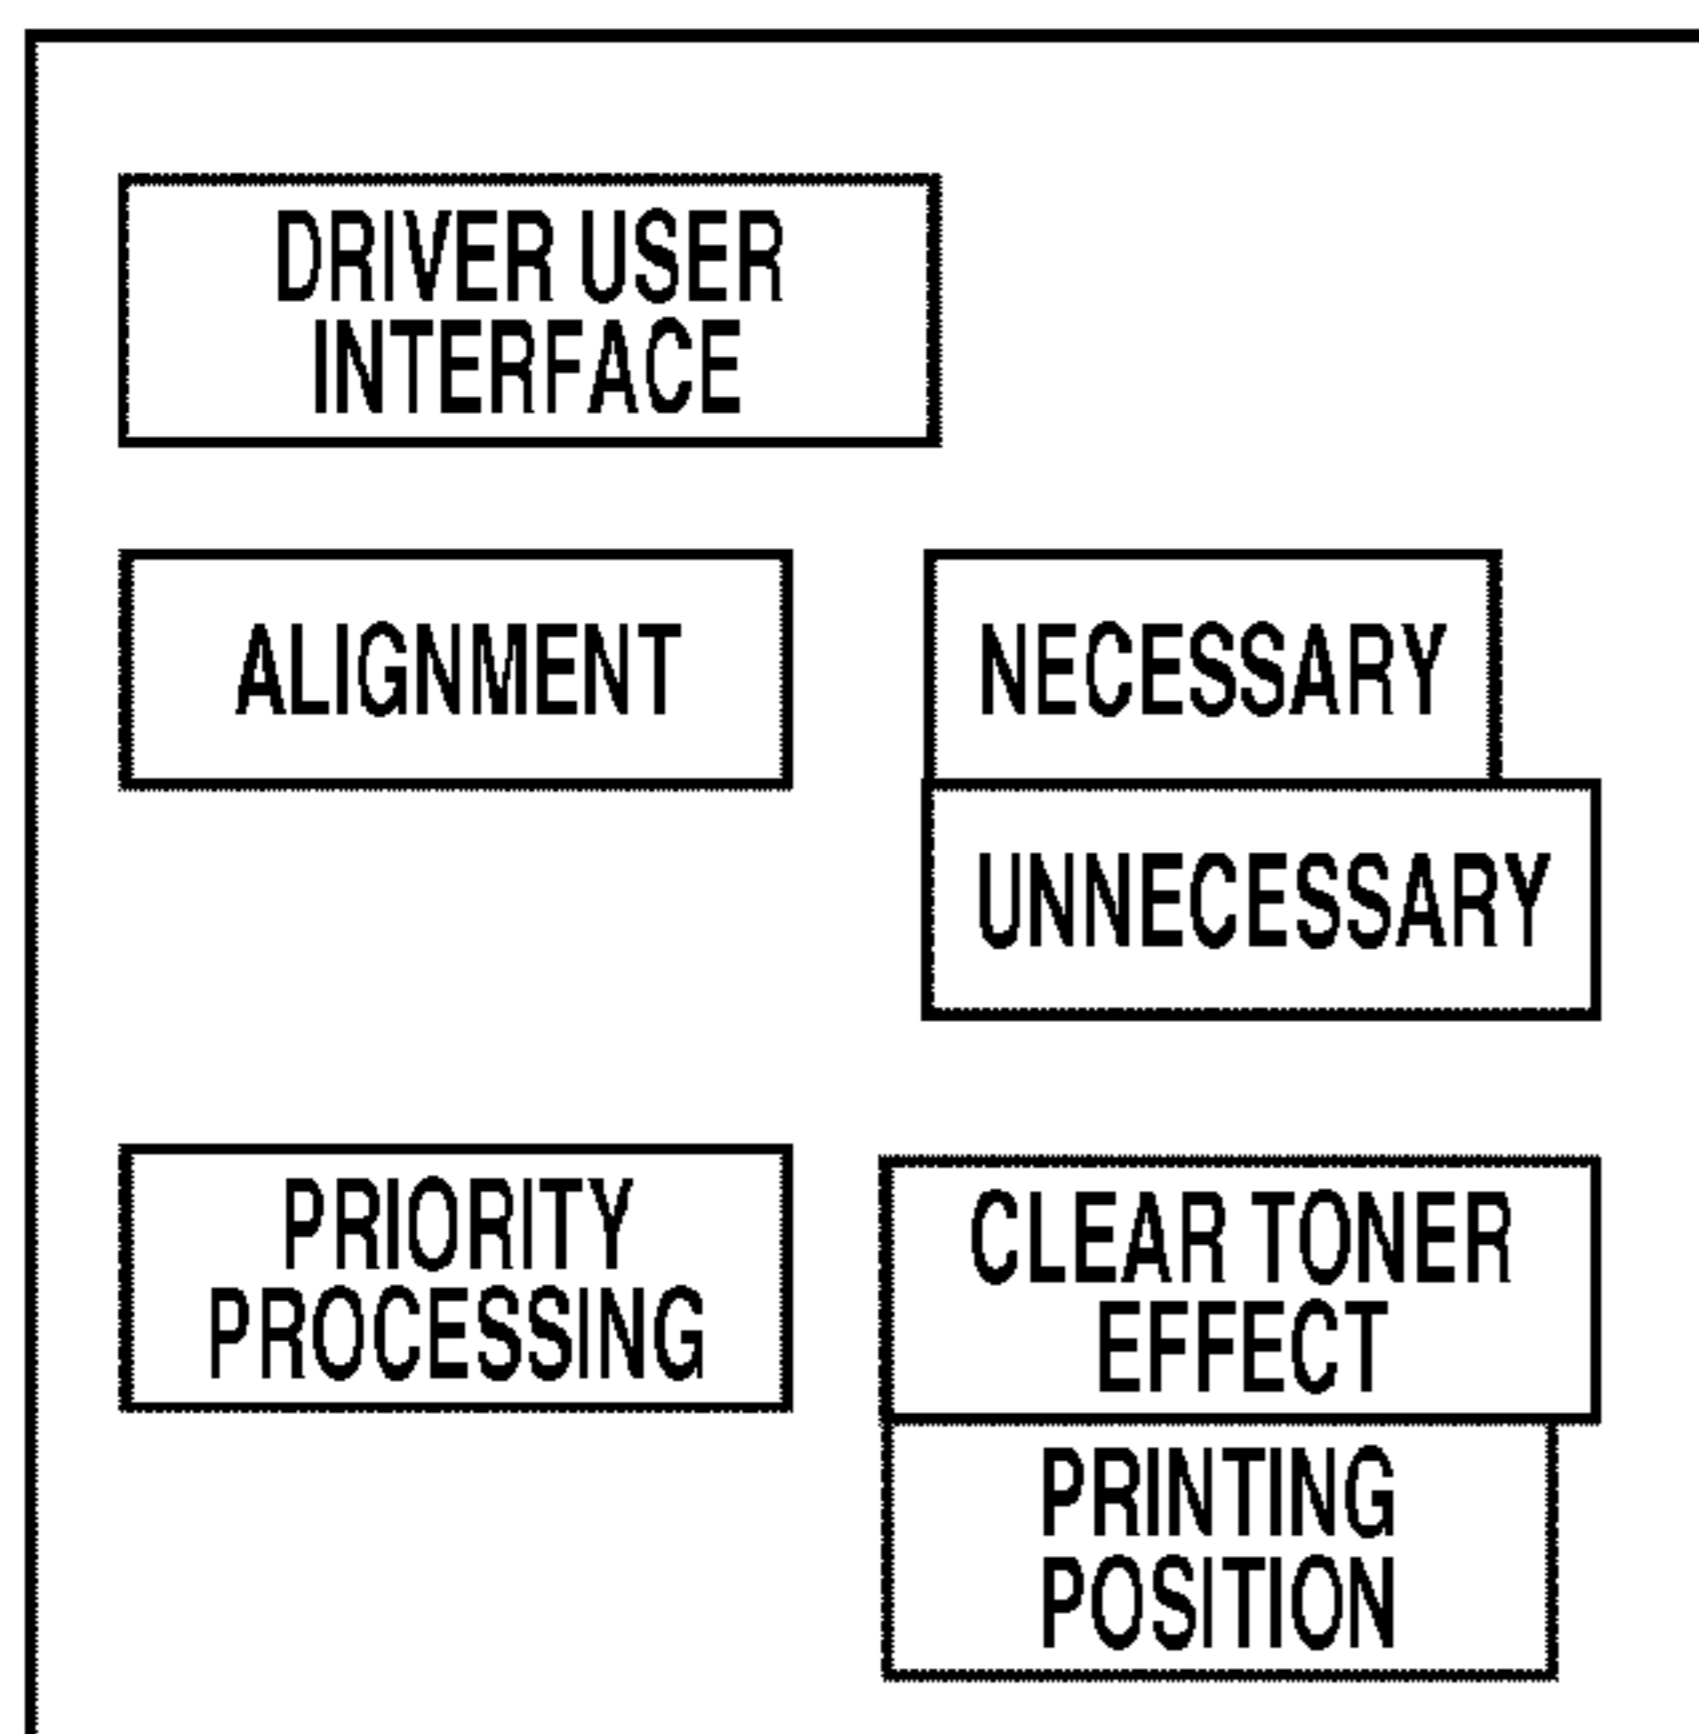 DRIVER USER
INTERFACE
ALIGNMENT
NECESSARY
UNNECESSARY
PRIORITY
PROCESSING
CLEAR TONER
EFFECT
PRINTING
POSITION